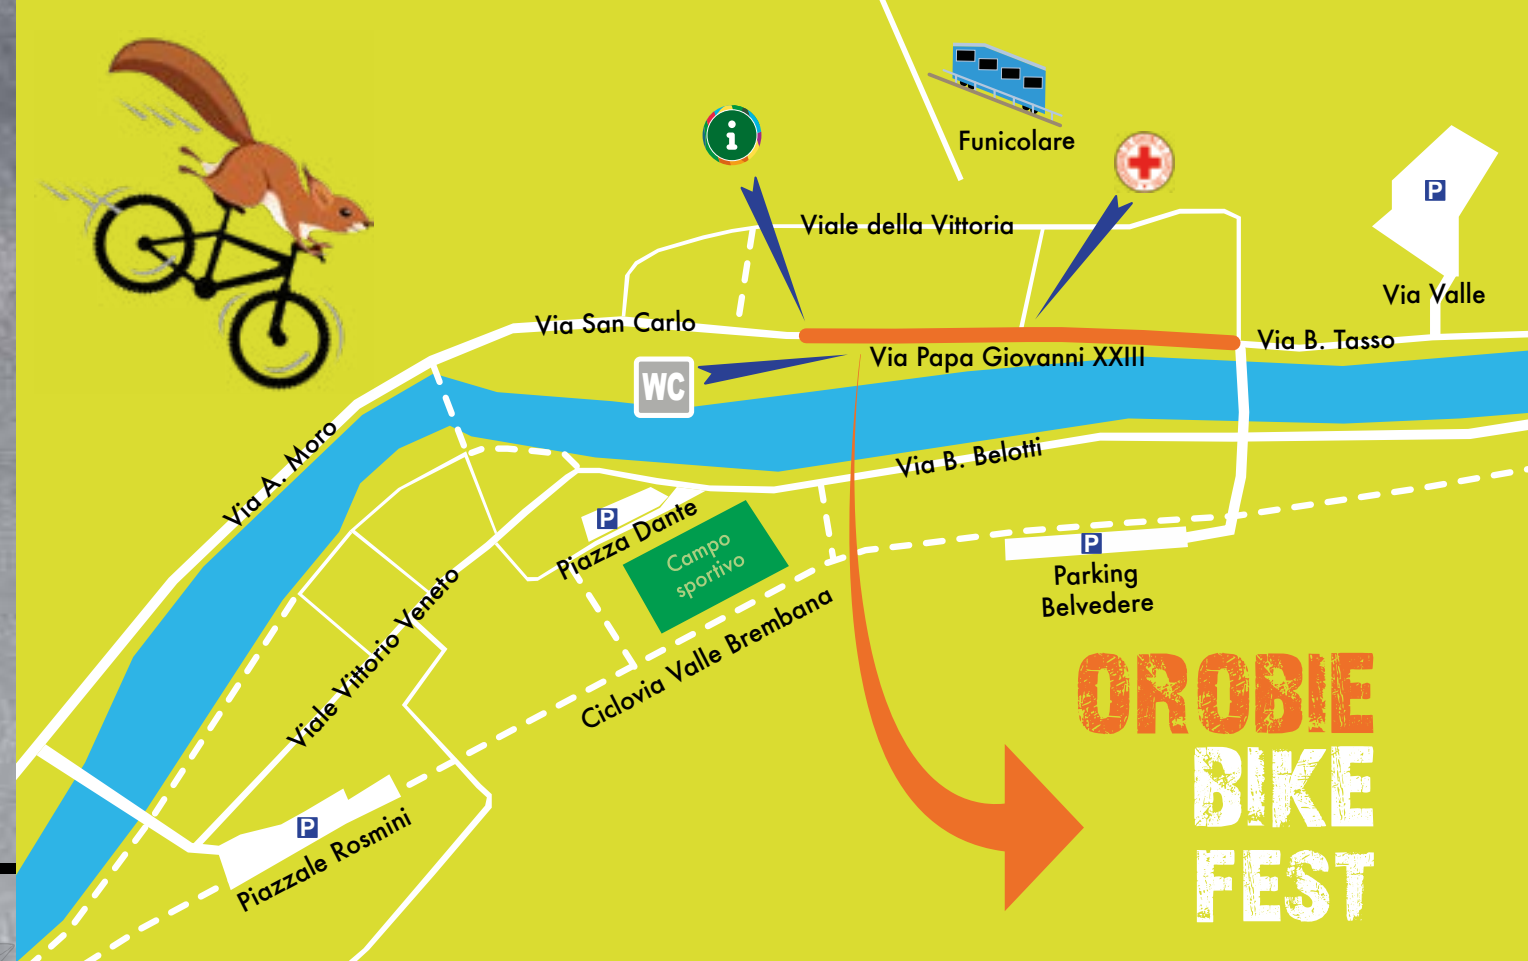 Funicolare
i
Viale della Vittoria
P
Via Valle
Via San Carlo
Via B. Tasso
Via Papa Giovanni XXIII
WC
Via A. Moro
Via B. Belotti
P
Piazza Dante
Campo
sportivo
P
Parking
Belvedere
Viale Vittorio Veneto
Ciclovia Valle Brembana
P
Piazzale Rosmini
OROBIE
BIKE
FEST